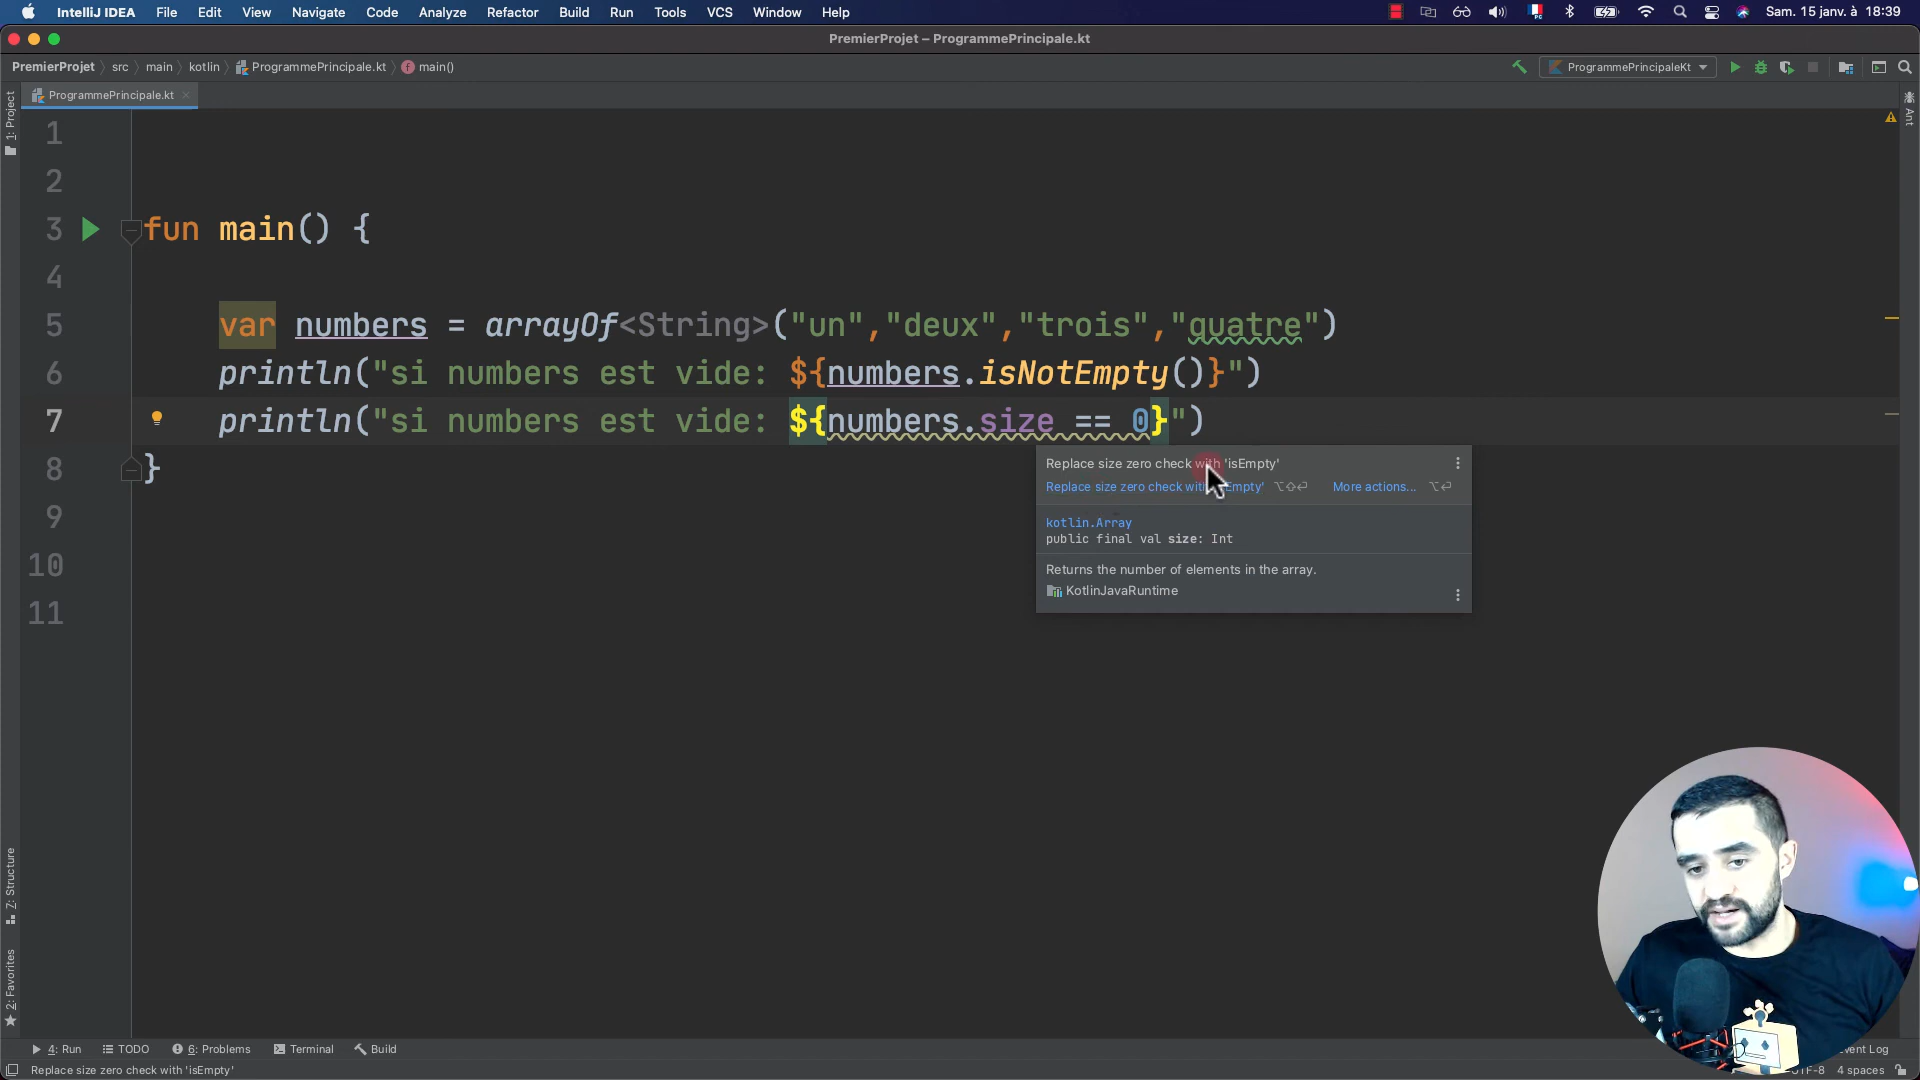 IntelliJ IDEA File Edit View Navigate Code Analyze Refactor Build Run Tools VCS Window Help Sam. 15 janv. à 18:39
PremierProjet – ProgrammePrincipale.kt
PremierProjet src main kotlin ProgrammePrincipale.kt main() ProgrammePrincipaleKt
ProgrammePrincipale.kt
1: Project
Ant
1
2
3 fun main() {
4
5 var numbers = arrayOf<String>("un","deux","trois","quatre")
6 println("si numbers est vide: ${numbers.isNotEmpty()}")
7 println("si numbers est vide: ${numbers.size == 0}")
8 }
9
10
11
Replace size zero check with 'isEmpty'
Replace size zero check with Empty' ⌥⇧⏎ More actions... ⌥⏎
kotlin.Array
public final val size: Int
Returns the number of elements in the array.
KotlinJavaRuntime
Z: Structure
2: Favorites
4: Run TODO 6: Problems Terminal Build Event Log
Replace size zero check with 'isEmpty' UTF-8 4 spaces